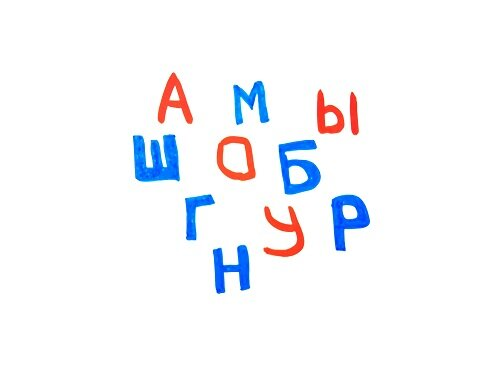 А М Ы
Ш О Б
Г У Р
Н